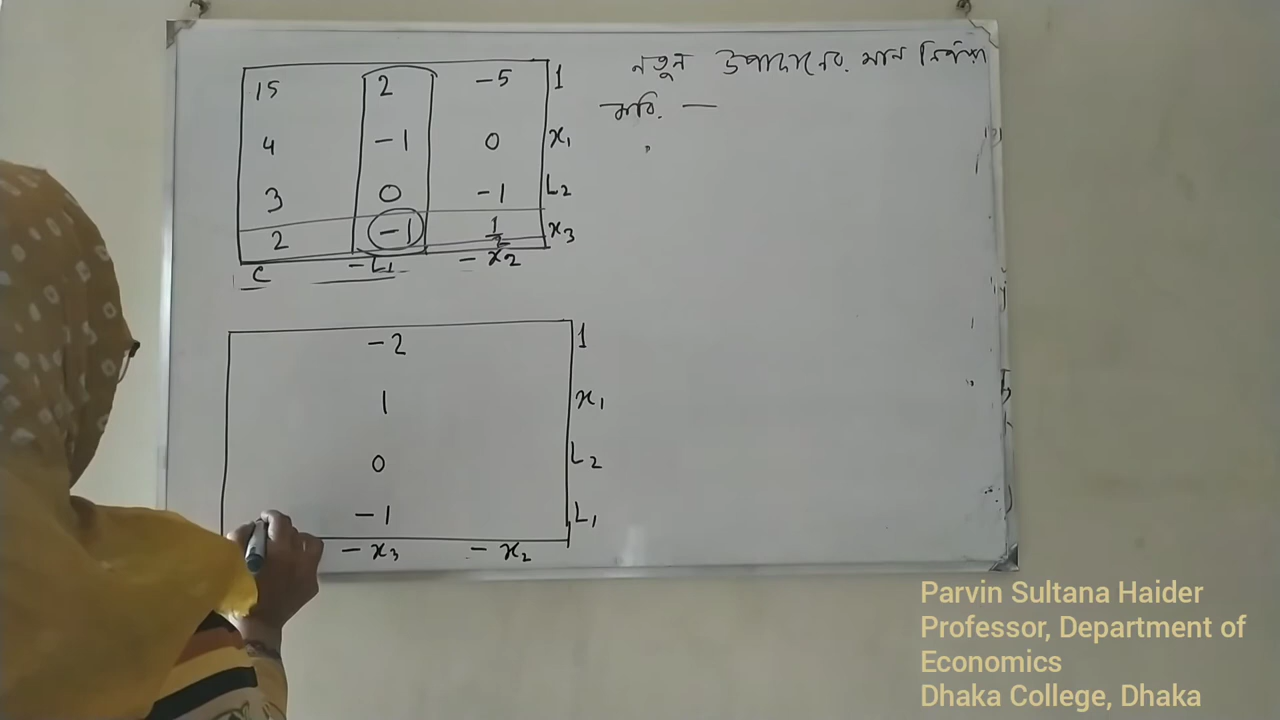 15 2 -5 1
4 -1 0 x₁
3 0 -1 L₂
2 -1 1/2 x₃
C -L₁ -x₂
নতুন উপাদানের মান নির্ণয়
করি. —
-2 1
1 x₁
0 L₂
-1 L₁
-x₃ -x₂
Parvin Sultana Haider
Professor, Department of
Economics
Dhaka College, Dhaka